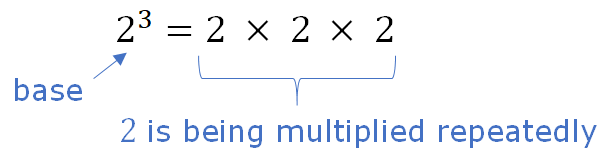 2³ = 2 × 2 × 2
base
2 is being multiplied repeatedly